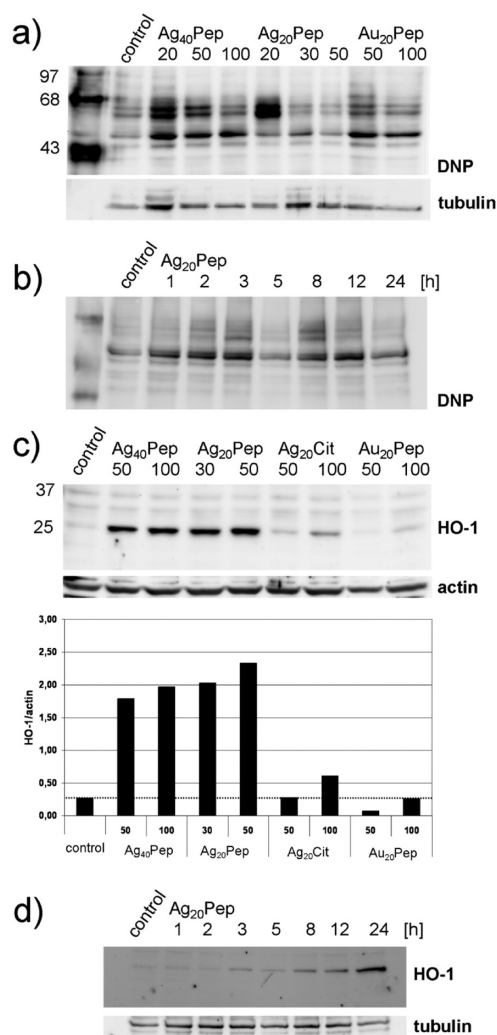 a)
control Ag40Pep Ag20Pep Au20Pep
20 50 100 20 30 50 50 100
97
68
43
DNP
tubulin
b)
control Ag20Pep
1 2 3 5 8 12 24 [h]
DNP
c)
control Ag40Pep Ag20Pep Ag20Cit Au20Pep
50 100 30 50 50 100 50 100
37
25
HO-1
actin
3,00
2,50
2,00
1,50
1,00
0,50
0,00
HO-1/actin
50 100 30 50 50 100 50 100
control Ag40Pep Ag20Pep Ag20Cit Au20Pep
d)
control Ag20Pep
1 2 3 5 8 12 24 [h]
HO-1
tubulin